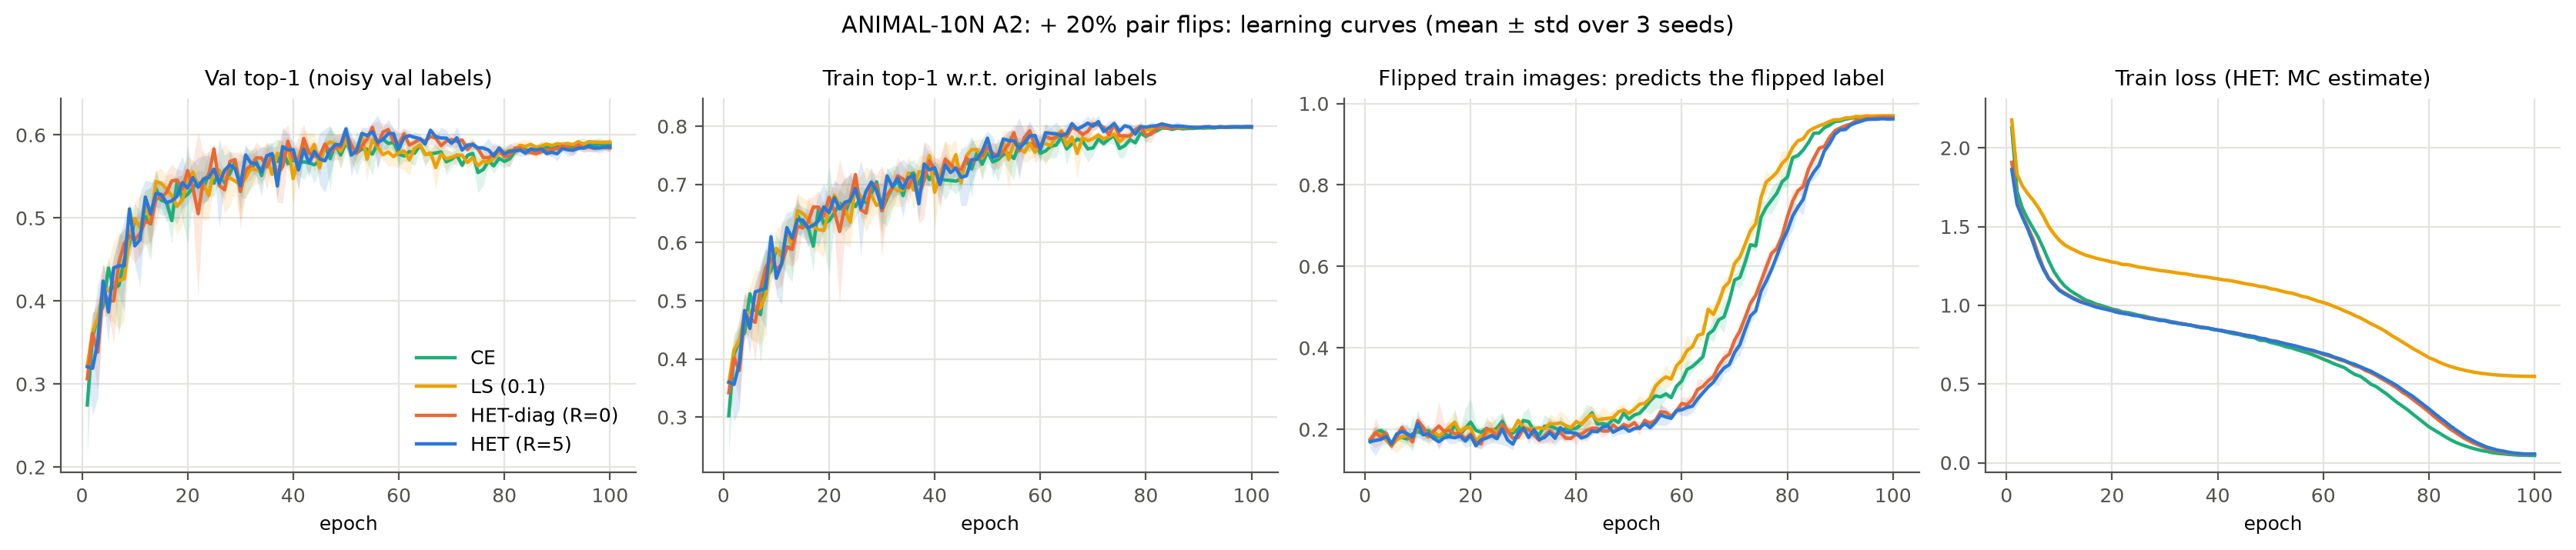 ANIMAL-10N A2: + 20% pair flips: learning curves (mean ± std over 3 seeds)
Val top-1 (noisy val labels)
0.6
0.5
0.4
0.3
0.2
CE
LS (0.1)
HET-diag (R=0)
HET (R=5)
0 20 40 60 80 100
epoch
Train top-1 w.r.t. original labels
0.8
0.7
0.6
0.5
0.4
0.3
0 20 40 60 80 100
epoch
Flipped train images: predicts the flipped label
1.0
0.8
0.6
0.4
0.2
0 20 40 60 80 100
epoch
Train loss (HET: MC estimate)
2.0
1.5
1.0
0.5
0.0
0 20 40 60 80 100
epoch